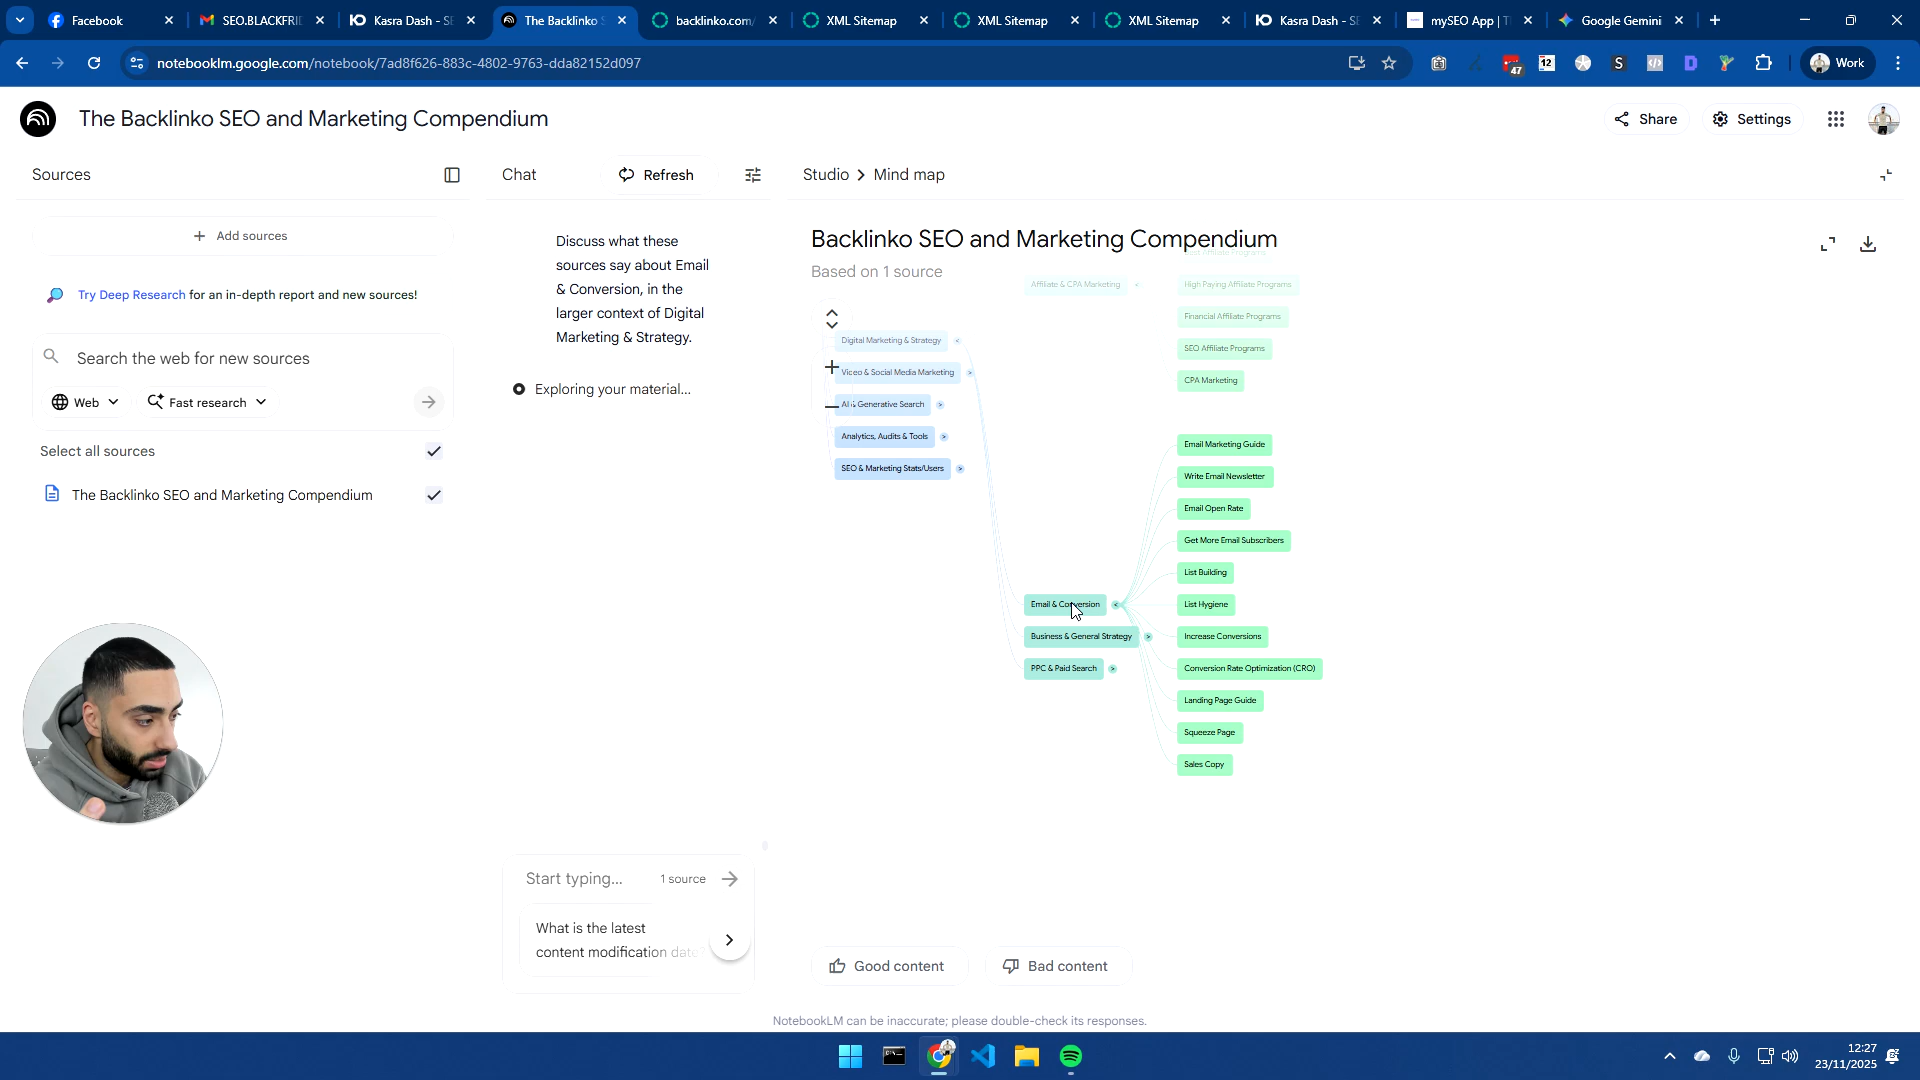 Facebook
SEO.BLACKFRI
Kasra Dash - SE
The Backlinko S
backlinko.com/
XML Sitemap
XML Sitemap
XML Sitemap
Kasra Dash - SE
mySEO App | T
Google Gemini
notebooklm.google.com/notebook/7ad8f626-883c-4802-9763-dda82152d097
47
12
S
D
Work
The Backlinko SEO and Marketing Compendium
Share
Settings
Sources
Chat
Refresh
Studio > Mind map
Add sources
Try Deep Research for an in-depth report and new sources!
Search the web for new sources
Web
Fast research
Select all sources
The Backlinko SEO and Marketing Compendium
Discuss what these
sources say about Email
& Conversion, in the
larger context of Digital
Marketing & Strategy.
Exploring your material...
Start typing...
1 source
What is the latest
content modification date?
Backlinko SEO and Marketing Compendium
Based on 1 source
Digital Marketing & Strategy
Video & Social Media Marketing
AI & Generative Search
Analytics, Audits & Tools
SEO & Marketing Stats/Users
Affiliate & CPA Marketing
Email & Conversion
Business & General Strategy
PPC & Paid Search
High Paying Affiliate Programs
Financial Affiliate Programs
SEO Affiliate Programs
CPA Marketing
Email Marketing Guide
Write Email Newsletter
Email Open Rate
Get More Email Subscribers
List Building
List Hygiene
Increase Conversions
Conversion Rate Optimization (CRO)
Landing Page Guide
Squeeze Page
Sales Copy
Good content
Bad content
NotebookLM can be inaccurate; please double-check its responses.
12:27
23/11/2025